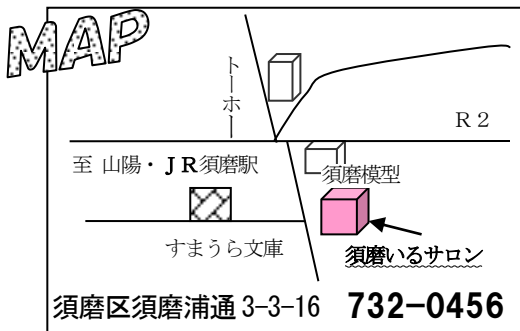 MAP
トーホー
R 2
至 山陽・JR須磨駅
須磨模型
すまうら文庫
須磨いるサロン
須磨区須磨浦通 3-3-16 732-0456